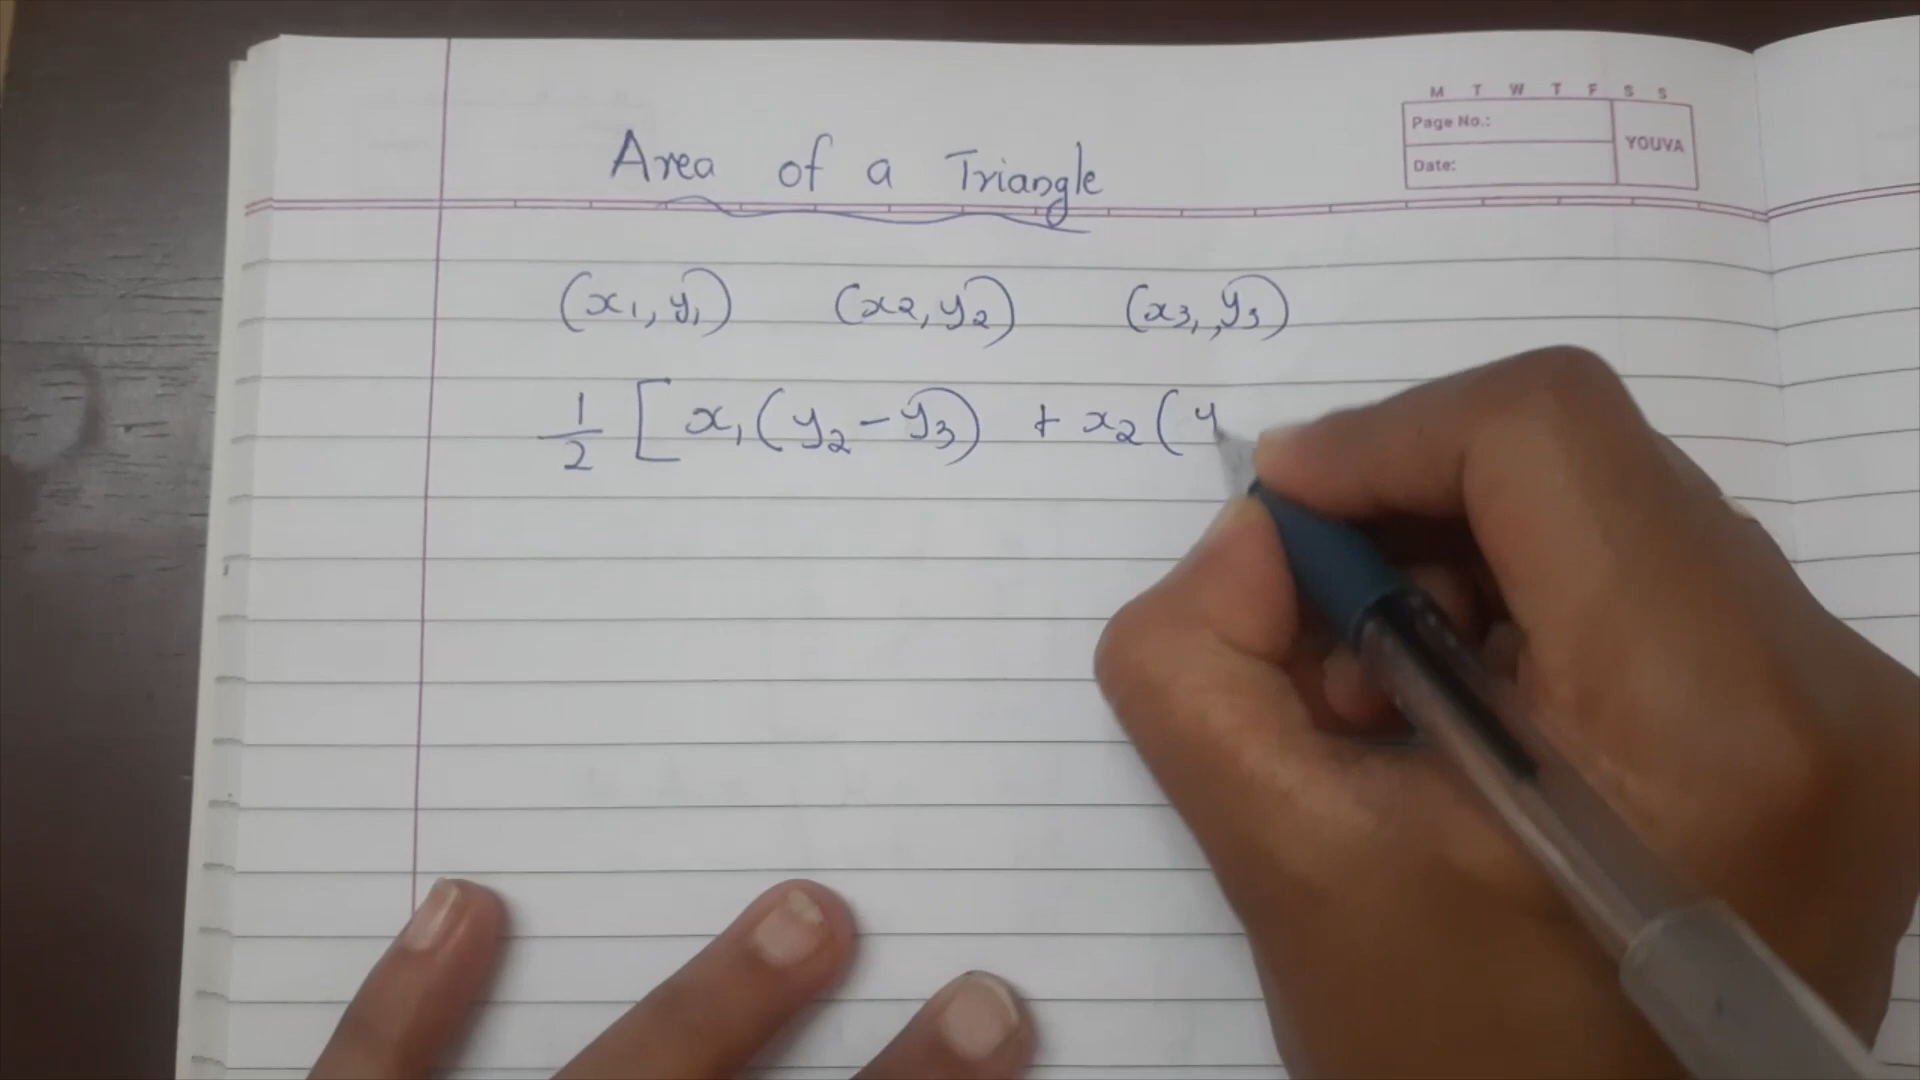 M T W T F S S
Page No.:
YOUVA
Date:
Area of a Triangle
(x₁, y₁) (x₂, y₂) (x₃, , y₃)
1/2 [ x₁ (y₂ - y₃) + x₂ (y